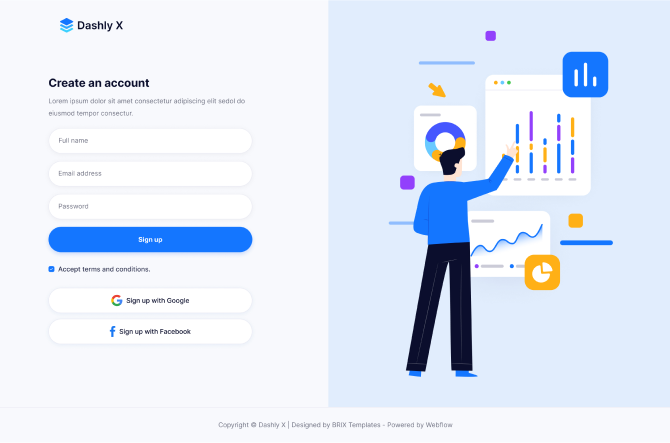 Dashly X
Create an account
Lorem ipsum dolor sit amet consectetur adipiscing elit sedol do
eiusmod tempor consectur.
Full name
Email address
Password
Sign up
Accept terms and conditions.
Sign up with Google
Sign up with Facebook
Copyright © Dashly X | Designed by BRIX Templates - Powered by Webflow